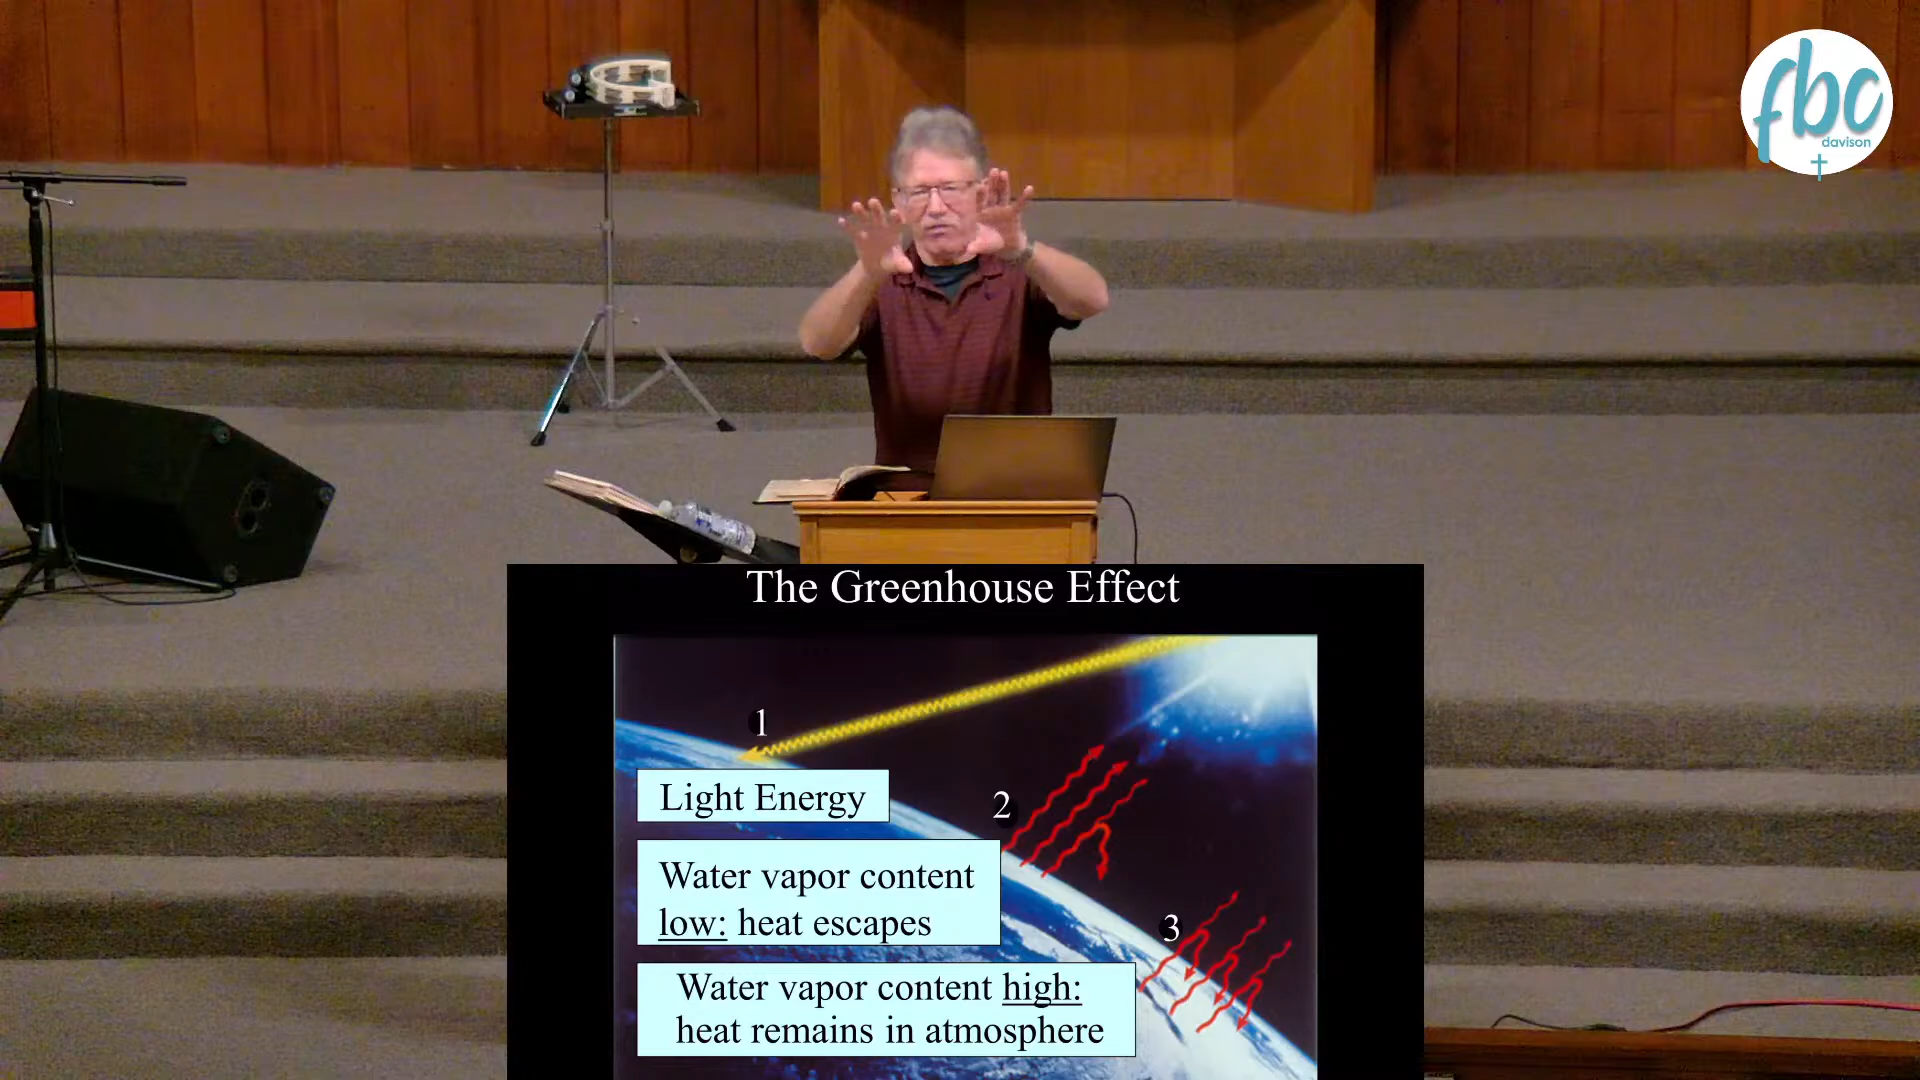 fbc
davison
The Greenhouse Effect
1
Light Energy
2
Water vapor content
low: heat escapes
3
Water vapor content high:
heat remains in atmosphere